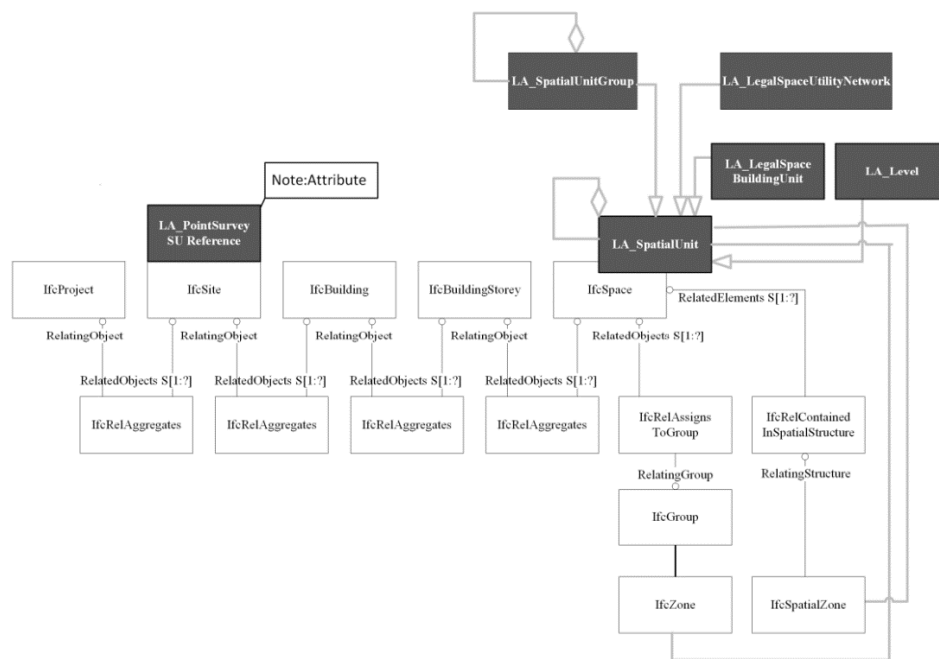 LA_SpatialUnitGroup
LA_LegalSpaceUtilityNetwork
LA_LegalSpace
BuildingUnit
LA_Level
Note:Attribute
LA_PointSurvey
SU Reference
LA_SpatialUnit
IfcProject
IfcSite
IfcBuilding
IfcBuildingStorey
IfcSpace
RelatedElements S[1:?]
RelatingObject
RelatingObject
RelatingObject
RelatingObject
RelatedObjects S[1:?]
RelatedObjects S[1:?]
RelatedObjects S[1:?]
RelatedObjects S[1:?]
RelatedObjects S[1:?]
IfcRelAggregates
IfcRelAggregates
IfcRelAggregates
IfcRelAggregates
IfcRelAssigns
ToGroup
IfcRelContained
InSpatialStructure
RelatingGroup
RelatingStructure
IfcGroup
IfcZone
IfcSpatialZone